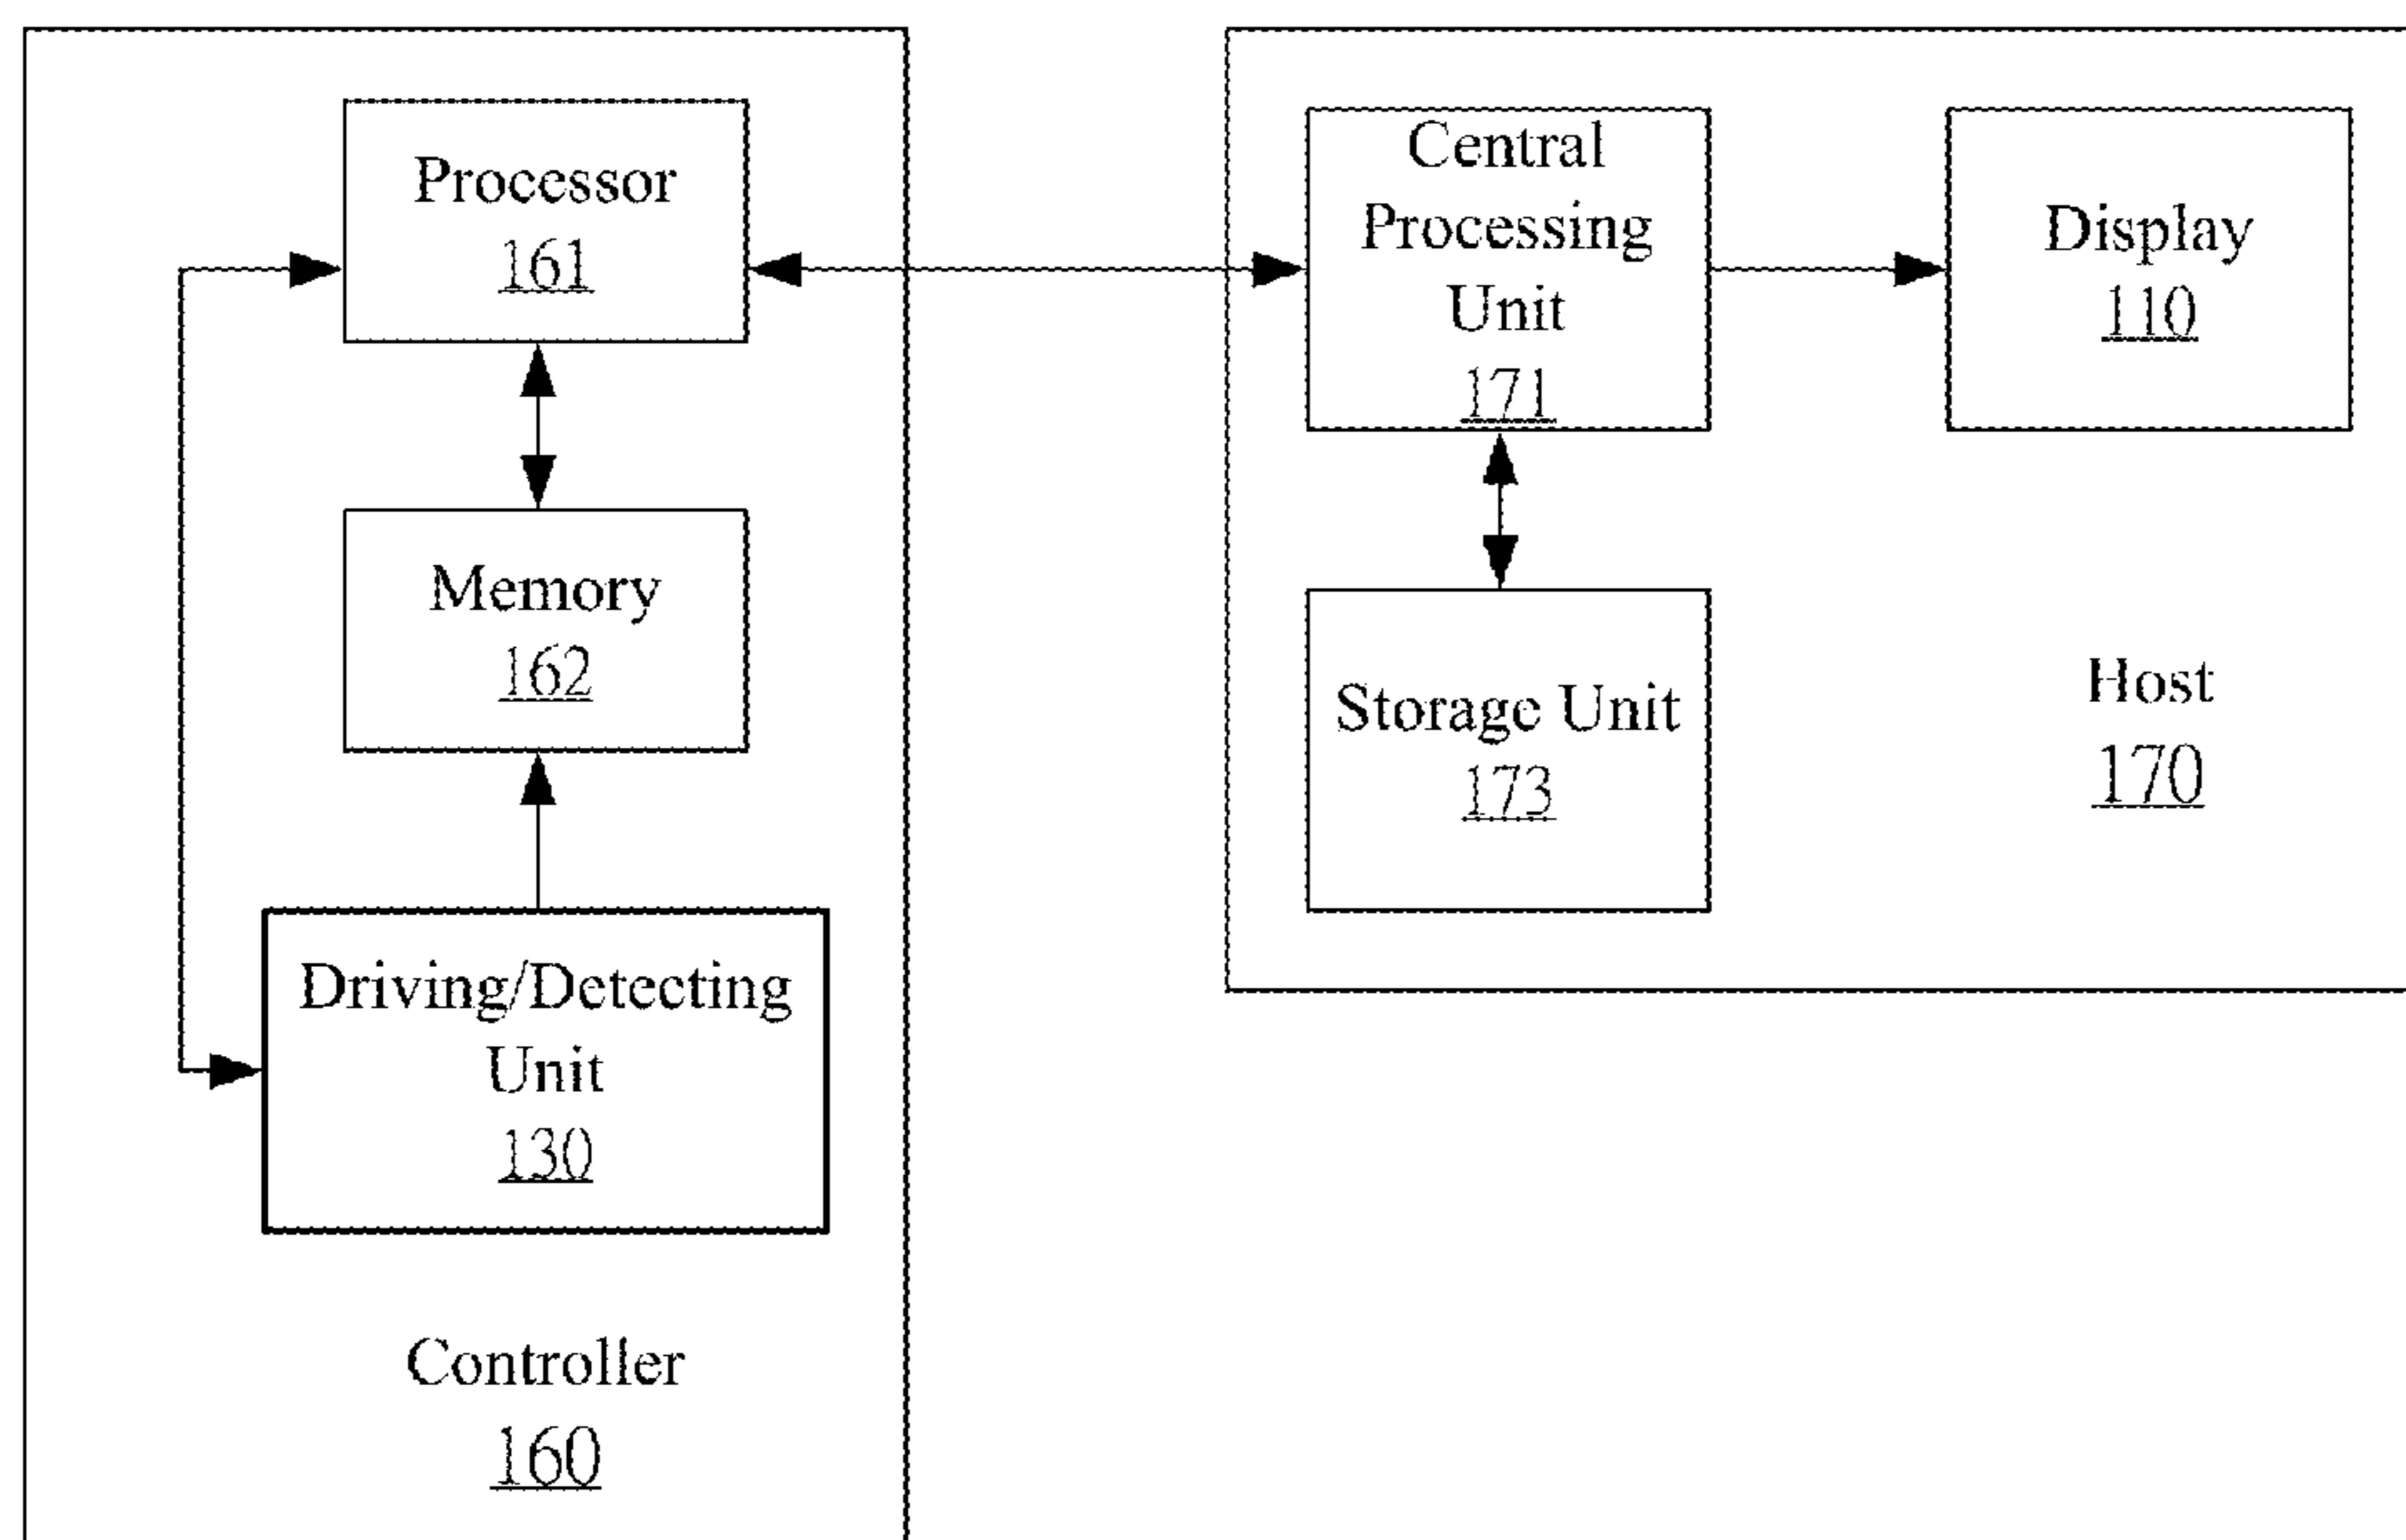 Processor
161
Memory
162
Driving/Detecting
Unit
130
Controller
160
Central
Processing
Unit
171
Display
110
Storage Unit
173
Host
170